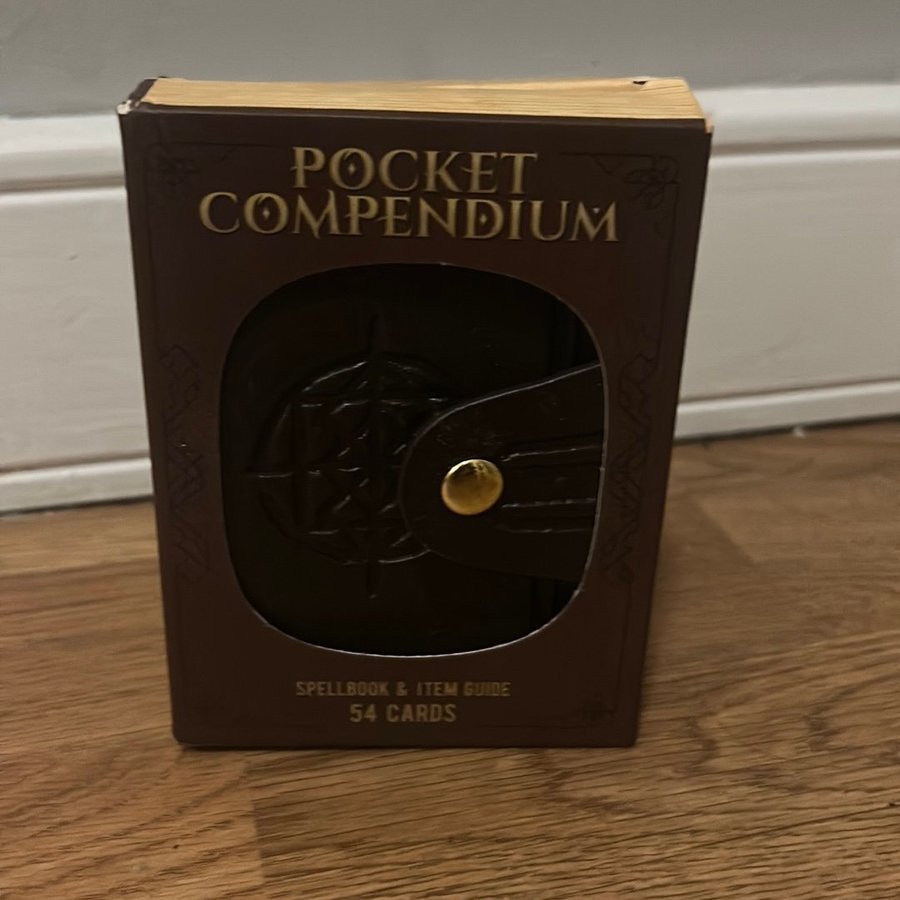 POCKET
COMPENDIUM
SPELLBOOK & ITEM GUIDE
54 CARDS